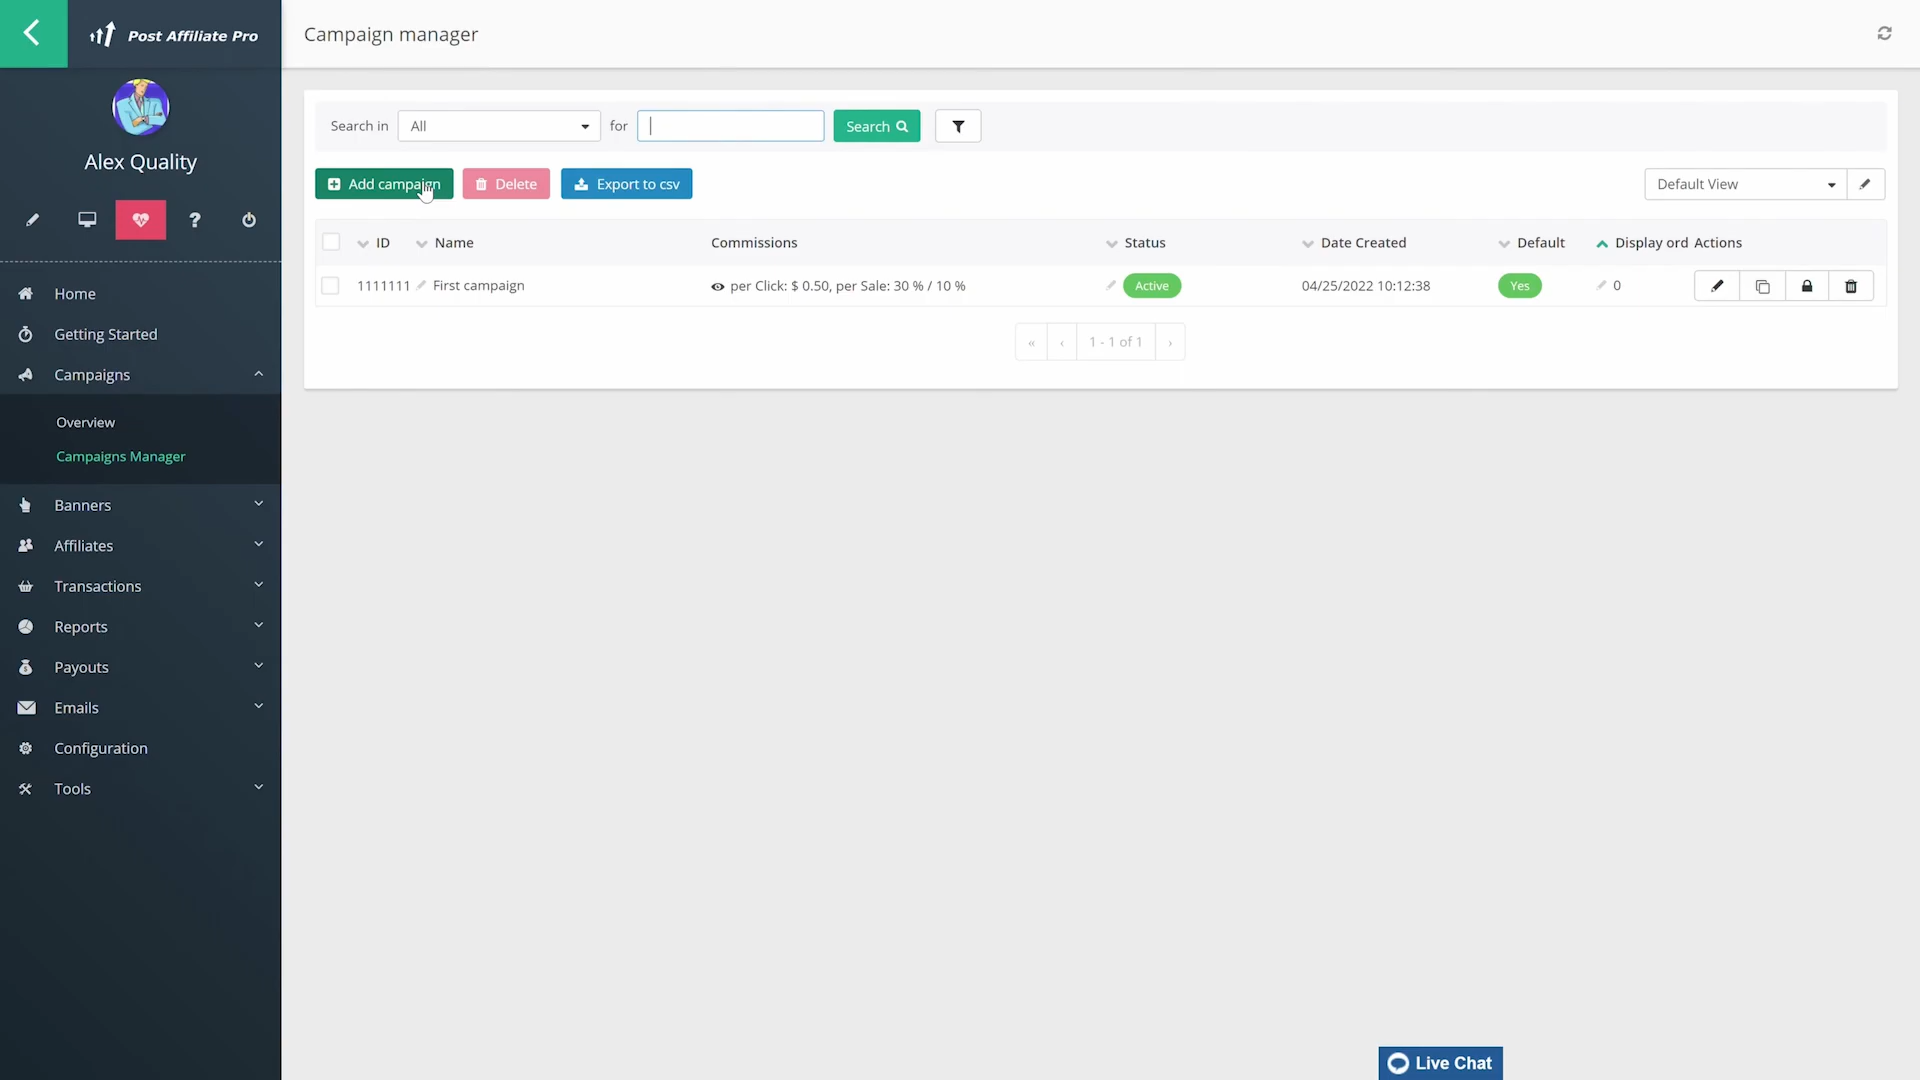 Post Affiliate Pro
Campaign manager
Alex Quality
Home
Getting Started
Campaigns
Overview
Campaigns Manager
Banners
Affiliates
Transactions
Reports
Payouts
Emails
Configuration
Tools
Search in All for Search
Add campaign Delete Export to csv Default View
ID Name Commissions Status Date Created Default Display ord Actions
1111111 First campaign per Click: $ 0.50, per Sale: 30 % / 10 % Active 04/25/2022 10:12:38 Yes 0
« ‹ 1 - 1 of 1 ›
Live Chat